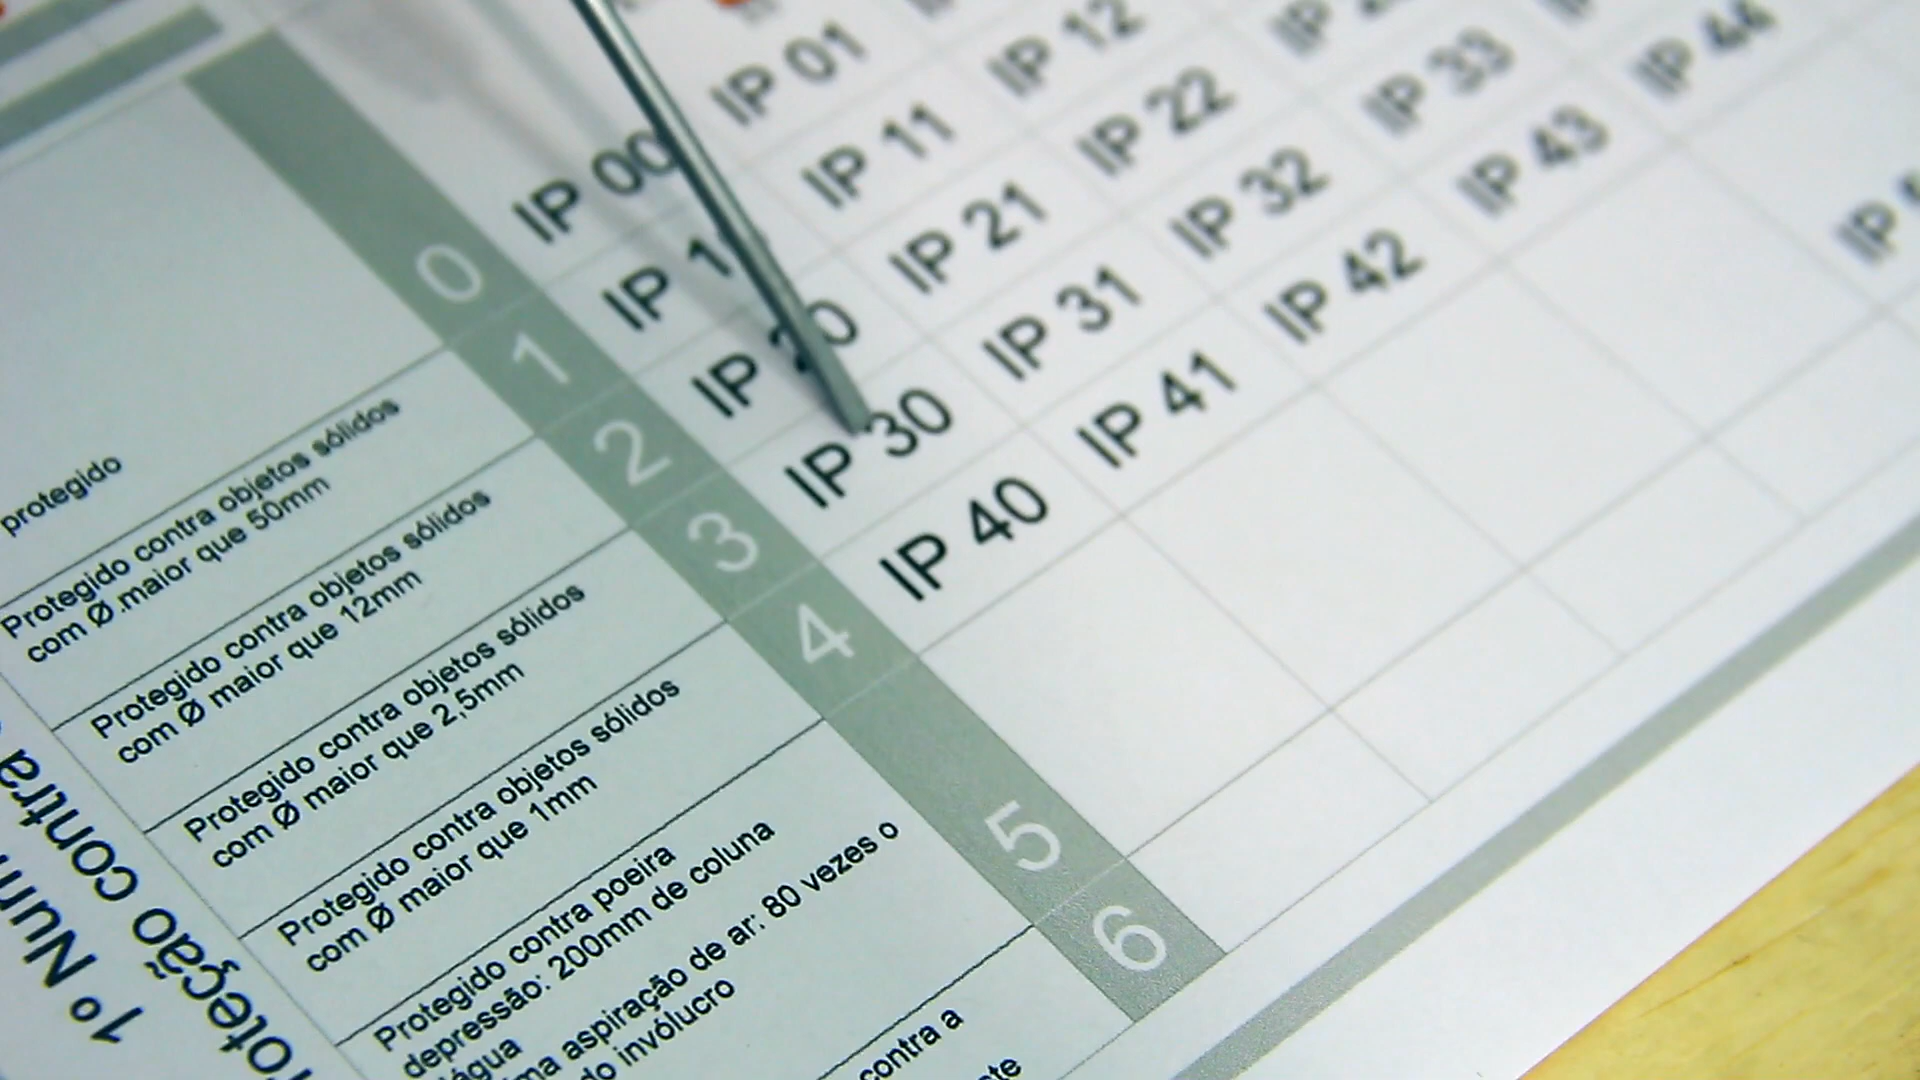 protegido
0
IP 00
IP 01
Protegido contra objetos sólidos
com Ø maior que 50mm
1
IP 11
IP 12
Protegido contra objetos sólidos
com Ø maior que 12mm
2
IP 20
IP 21
IP 22
Protegido contra objetos sólidos
com Ø maior que 2,5mm
3
IP 30
IP 31
IP 32
IP 33
Protegido contra objetos sólidos
com Ø maior que 1mm
4
IP 40
IP 41
IP 42
IP 43
IP 44
Protegido contra poeira
depressão: 200mm de coluna
água
aspiração de ar: 80 vezes o
do invólucro
5
contra a
6
1º
contra